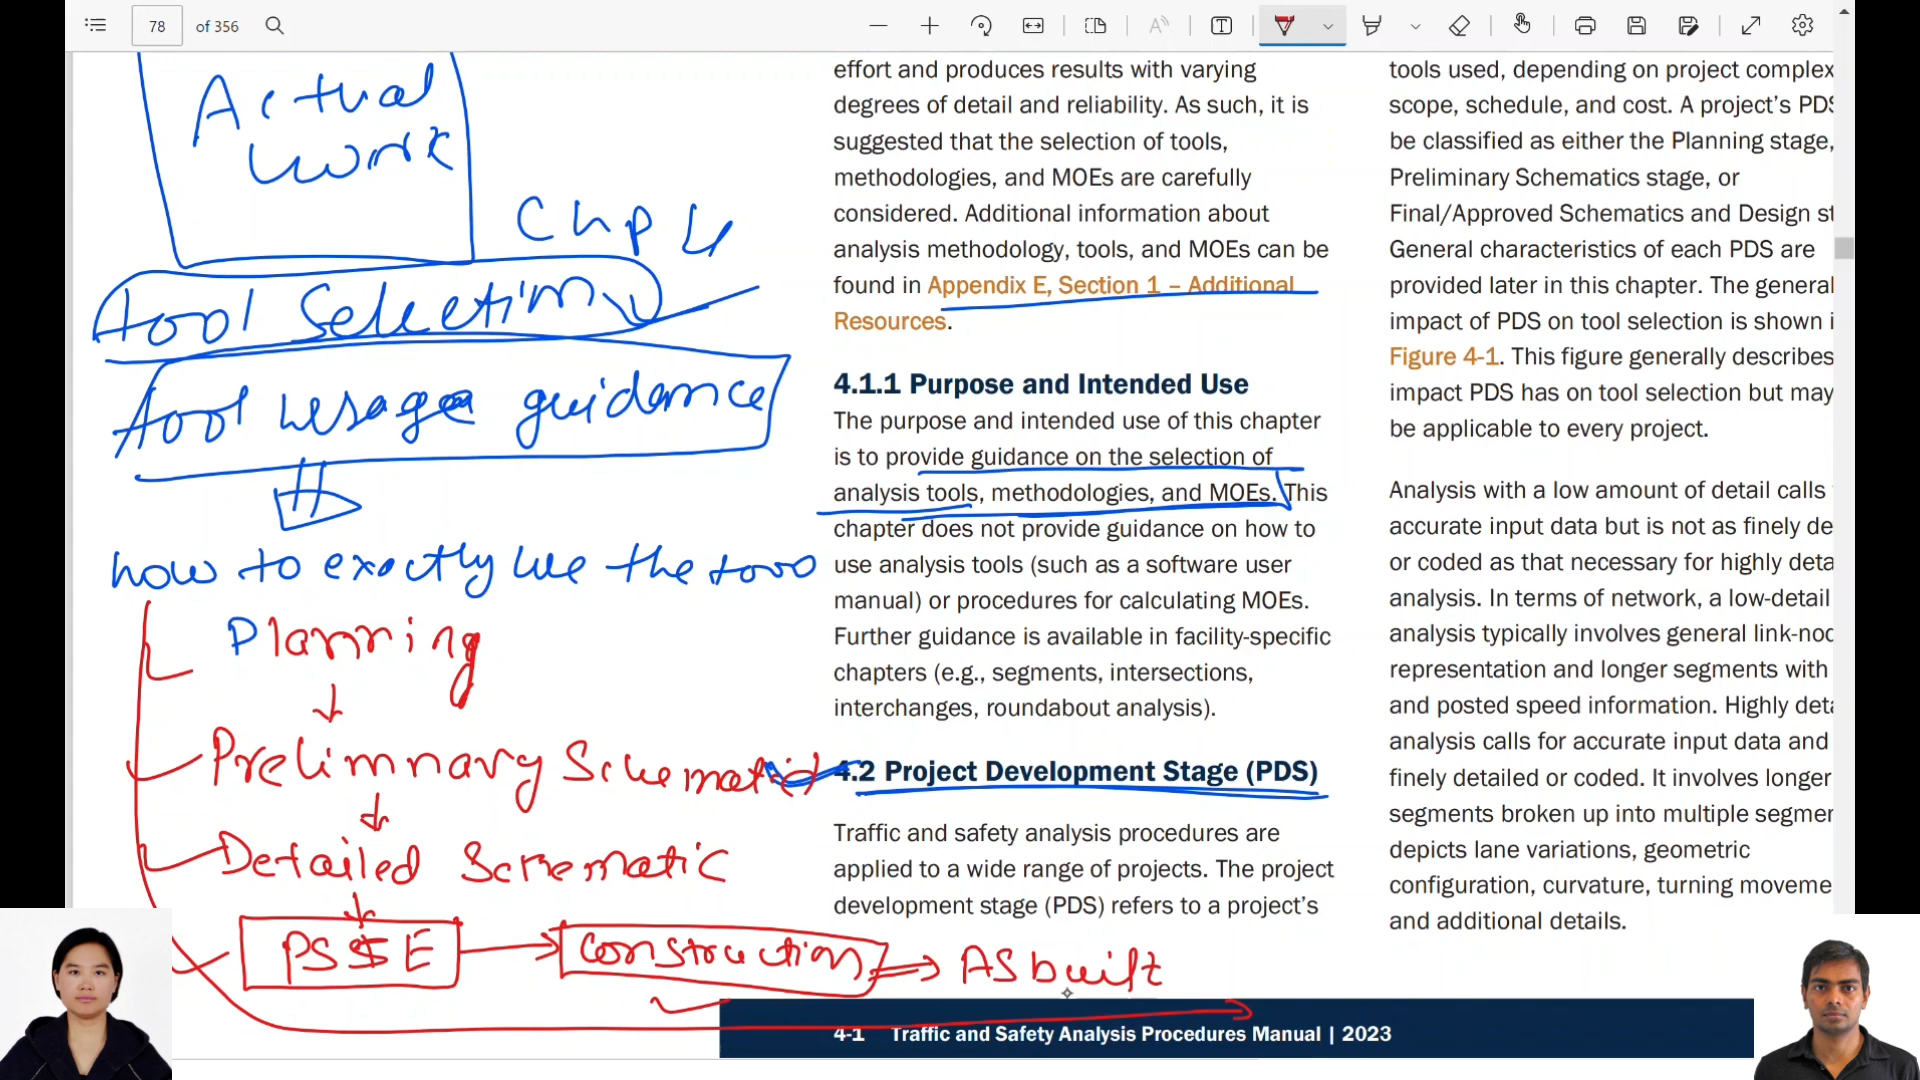 78 of 356
Actual
work
Chp 4
tool Selection
tool usage guidance
how to exactly use the tool
Planning
Prelimnary Schematic
Detailed Schematic
PS$E
Construction
ASbuilt
effort and produces results with varying
degrees of detail and reliability. As such, it is
suggested that the selection of tools,
methodologies, and MOEs are carefully
considered. Additional information about
analysis methodology, tools, and MOEs can be
found in Appendix E, Section 1 – Additional
Resources.
4.1.1 Purpose and Intended Use
The purpose and intended use of this chapter
is to provide guidance on the selection of
analysis tools, methodologies, and MOEs. This
chapter does not provide guidance on how to
use analysis tools (such as a software user
manual) or procedures for calculating MOEs.
Further guidance is available in facility-specific
chapters (e.g., segments, intersections,
interchanges, roundabout analysis).
4.2 Project Development Stage (PDS)
Traffic and safety analysis procedures are
applied to a wide range of projects. The project
development stage (PDS) refers to a project’s
tools used, depending on project complex
scope, schedule, and cost. A project’s PDS
be classified as either the Planning stage,
Preliminary Schematics stage, or
Final/Approved Schematics and Design st
General characteristics of each PDS are
provided later in this chapter. The general
impact of PDS on tool selection is shown i
Figure 4-1. This figure generally describes
impact PDS has on tool selection but may
be applicable to every project.
Analysis with a low amount of detail calls
accurate input data but is not as finely de
or coded as that necessary for highly deta
analysis. In terms of network, a low-detail
analysis typically involves general link-nod
representation and longer segments with
and posted speed information. Highly deta
analysis calls for accurate input data and
finely detailed or coded. It involves longer
segments broken up into multiple segmer
depicts lane variations, geometric
configuration, curvature, turning moveme
and additional details.
4-1 Traffic and Safety Analysis Procedures Manual | 2023